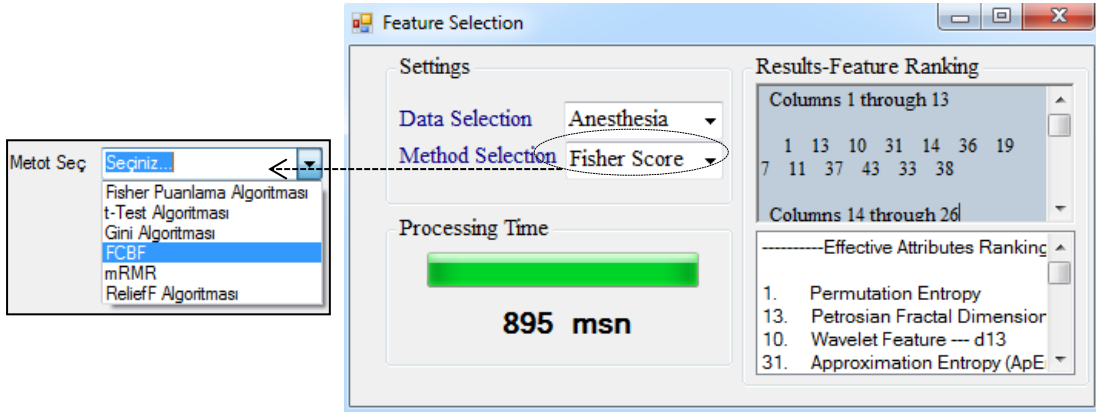 Metot Seç
Seçiniz...
Fisher Puanlama Algoritması
t-Test Algoritması
Gini Algoritması
FCBF
mRMR
ReliefF Algoritması
Feature Selection
Settings
Data Selection Anesthesia
Method Selection Fisher Score
Processing Time
895 msn
Results-Feature Ranking
Columns 1 through 13
1 13 10 31 14 36 19
7 11 37 43 33 38
Columns 14 through 26
----------Effective Attributes Ranking
1. Permutation Entropy
13. Petrosian Fractal Dimension
10. Wavelet Feature --- d13
31. Approximation Entropy (ApE